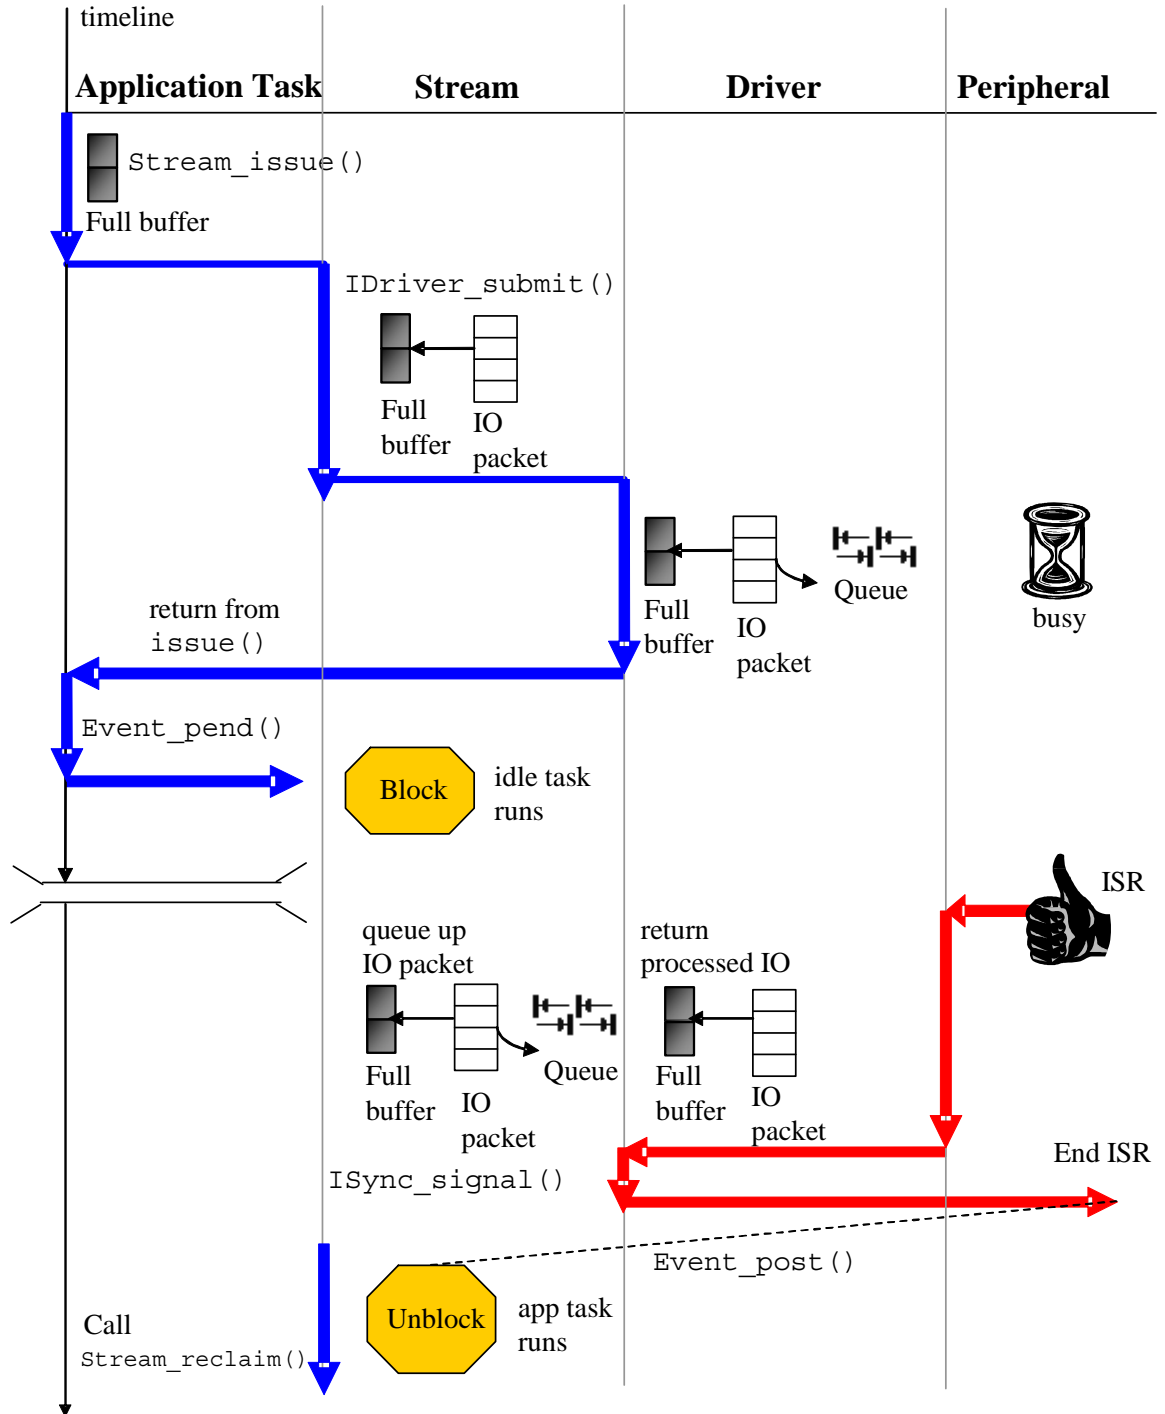 timeline
Application Task
Stream
Driver
Peripheral
Stream_issue()
Full buffer
IDriver_submit()
Full
buffer
IO
packet
Queue
Full
buffer
IO
packet
busy
return from
issue()
Event_pend()
Block
idle task
runs
ISR
queue up
IO packet
return
processed IO
Queue
Full
buffer
IO
packet
Full
buffer
IO
packet
End ISR
ISync_signal()
Event_post()
Unblock
app task
runs
Call
Stream_reclaim()